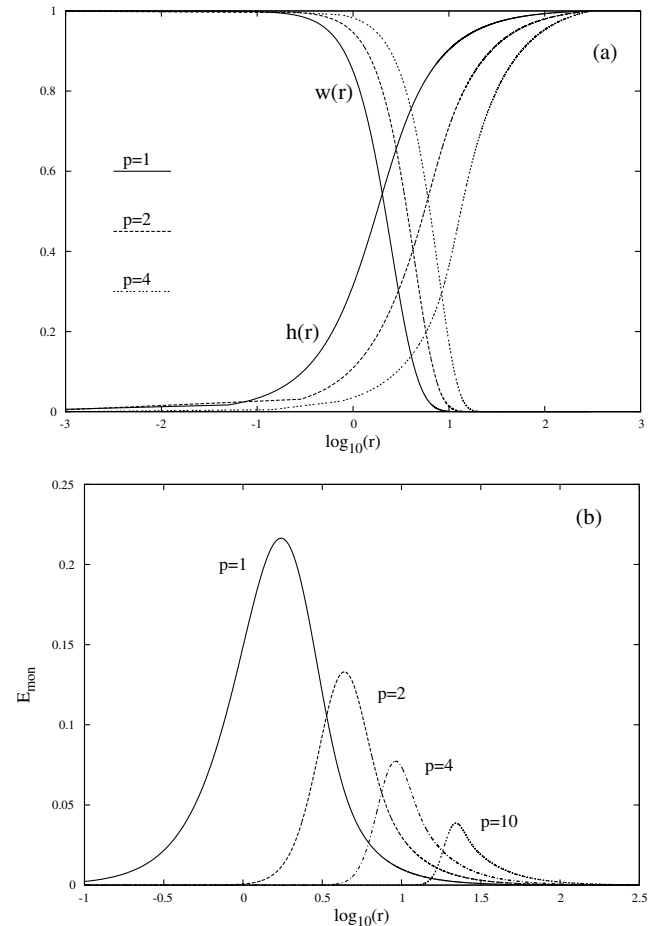 1
0.8
0.6
0.4
0.2
0
-3 -2 -1 0 1 2 3
log10(r)
(a)
w(r)
h(r)
p=1
p=2
p=4
0.25
0.2
0.15
0.1
0.05
0
-1 -0.5 0 0.5 1 1.5 2 2.5
log10(r)
Emon
(b)
p=1
p=2
p=4
p=10